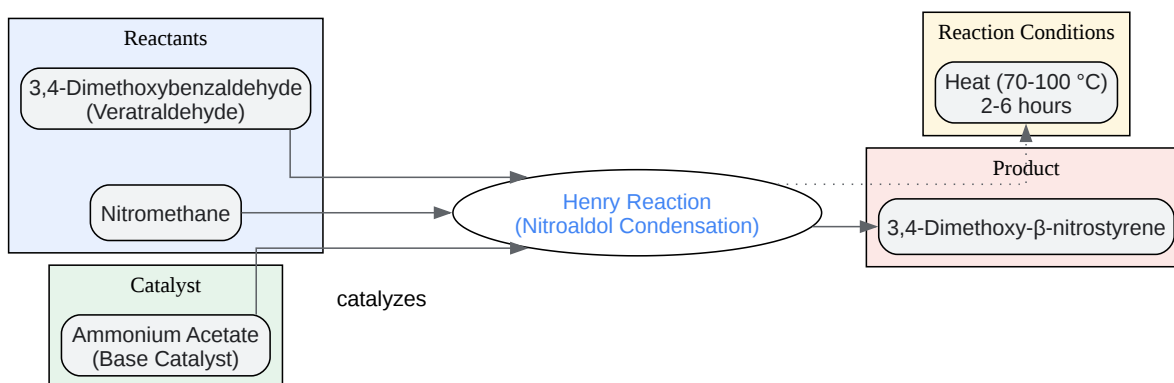 Reactants
3,4-Dimethoxybenzaldehyde
(Veratraldehyde)
Nitromethane
Catalyst
Ammonium Acetate
(Base Catalyst)
catalyzes
Henry Reaction
(Nitroaldol Condensation)
Reaction Conditions
Heat (70-100 °C)
2-6 hours
Product
3,4-Dimethoxy-β-nitrostyrene